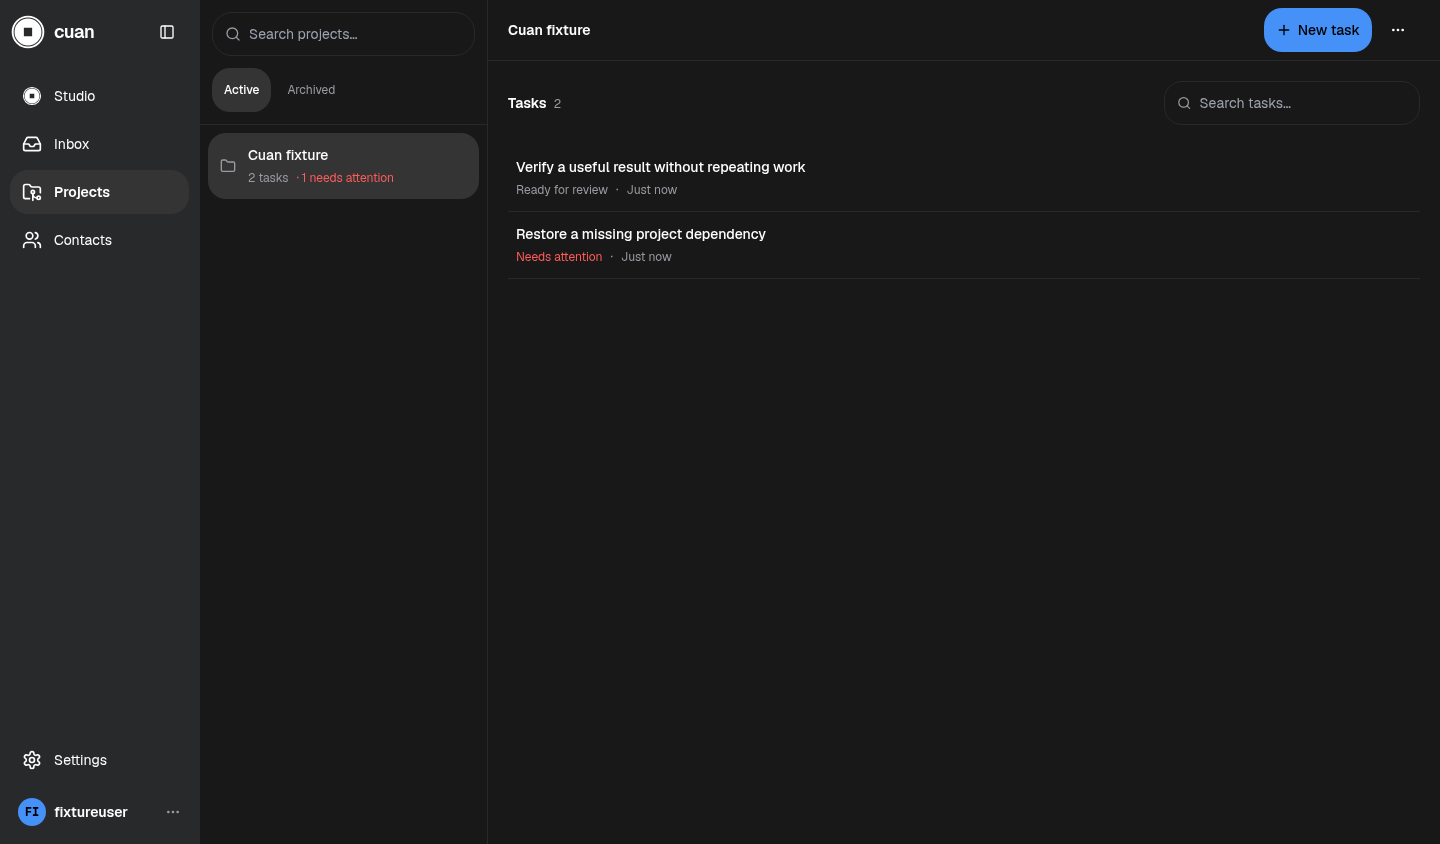 cuan
Studio
Inbox
Projects
Contacts
Settings
FI fixtureuser
Search projects...
Active Archived
Cuan fixture
2 tasks · 1 needs attention
Cuan fixture
New task
Tasks 2
Search tasks...
Verify a useful result without repeating work
Ready for review · Just now
Restore a missing project dependency
Needs attention · Just now